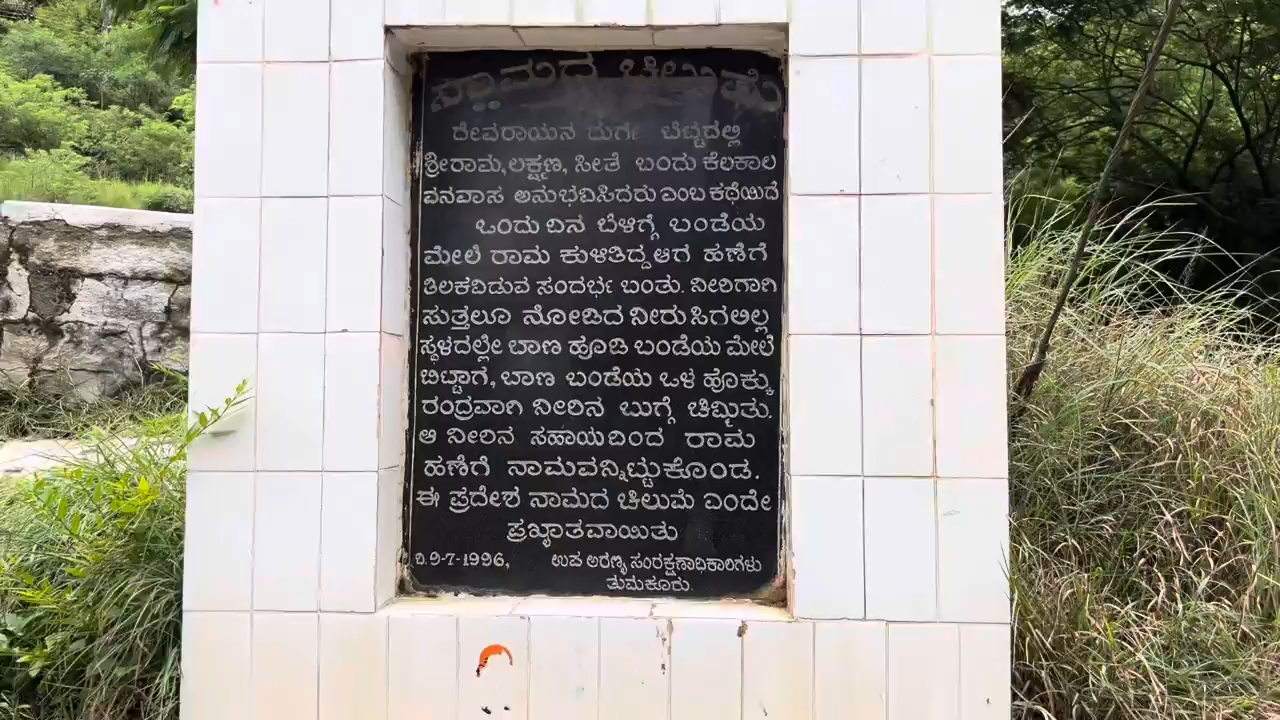 ನಾಮದ ಚಿಲುಮೆ
ದೇವರಾಯನ ದುರ್ಗ ಬೆಟ್ಟದಲ್ಲಿ
ಶ್ರೀರಾಮ, ಲಕ್ಷ್ಮಣ, ಸೀತೆ ಬಂದು ಕೆಲಕಾಲ
ವನವಾಸ ಅನುಭವಿಸಿದರು ಎಂಬ ಕಥೆಯಿದೆ
ಒಂದು ದಿನ ಬೆಳಿಗ್ಗೆ ಬಂಡೆಯ
ಮೇಲೆ ರಾಮ ಕುಳಿತಿದ್ದ ಆಗ ಹಣೆಗೆ
ತಿಲಕವಿಡುವ ಸಂದರ್ಭ ಬಂತು. ನೀರಿಗಾಗಿ
ಸುತ್ತಲೂ ನೋಡಿದ ನೀರು ಸಿಗಲಿಲ್ಲ
ಸ್ಥಳದಲ್ಲೇ ಬಾಣ ಹೂಡಿ ಬಂಡೆಯ ಮೇಲೆ
ಬಿಟ್ಟಾಗ, ಬಾಣ ಬಂಡೆಯ ಒಳ ಹೊಕ್ಕು
ರಂದ್ರವಾಗಿ ನೀರಿನ ಬುಗ್ಗೆ ಚಿಮ್ಮಿತು.
ಆ ನೀರಿನ ಸಹಾಯದಿಂದ ರಾಮ
ಹಣೆಗೆ ನಾಮವನ್ನಿಟ್ಟುಕೊಂಡ.
ಈ ಪ್ರದೇಶ ನಾಮದ ಚಿಲುಮೆ ಎಂದೇ
ಪ್ರಖ್ಯಾತವಾಯಿತು
ದಿ.9-7-1996, ಉಪ ಅರಣ್ಯ ಸಂರಕ್ಷಣಾಧಿಕಾರಿಗಳು
ತುಮಕೂರು.